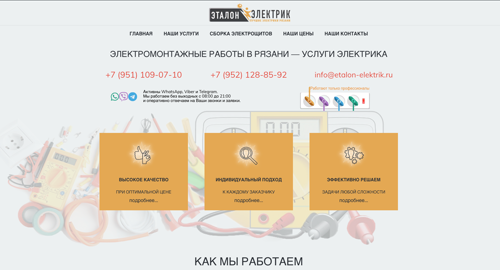 ЭТАЛОН ЭЛЕКТРИК
ГЛАВНАЯ НАШИ УСЛУГИ СБОРКА ЭЛЕКТРОЩИТОВ НАШИ ЦЕНЫ НАШИ КОНТАКТЫ
ЭЛЕКТРОМОНТАЖНЫЕ РАБОТЫ В РЯЗАНИ — УСЛУГИ ЭЛЕКТРИКА
+7 (951) 109-07-10 +7 (952) 128-85-92 info@etalon-elektrik.ru
Активны WhatsApp, Viber и Telegram.
Мы работаем без выходных с 08:00 до 21:00
и оперативно отвечаем на Ваши звонки и заявки.
Работают только профессионалы
ВЫСОКОЕ КАЧЕСТВО
ПРИ ОПТИМАЛЬНОЙ ЦЕНЕ
подробнее...
ИНДИВИДУАЛЬНЫЙ ПОДХОД
К КАЖДОМУ ЗАКАЗЧИКУ
подробнее...
ЭФФЕКТИВНО РЕШАЕМ
ЗАДАЧИ ЛЮБОЙ СЛОЖНОСТИ
подробнее...
КАК МЫ РАБОТАЕМ